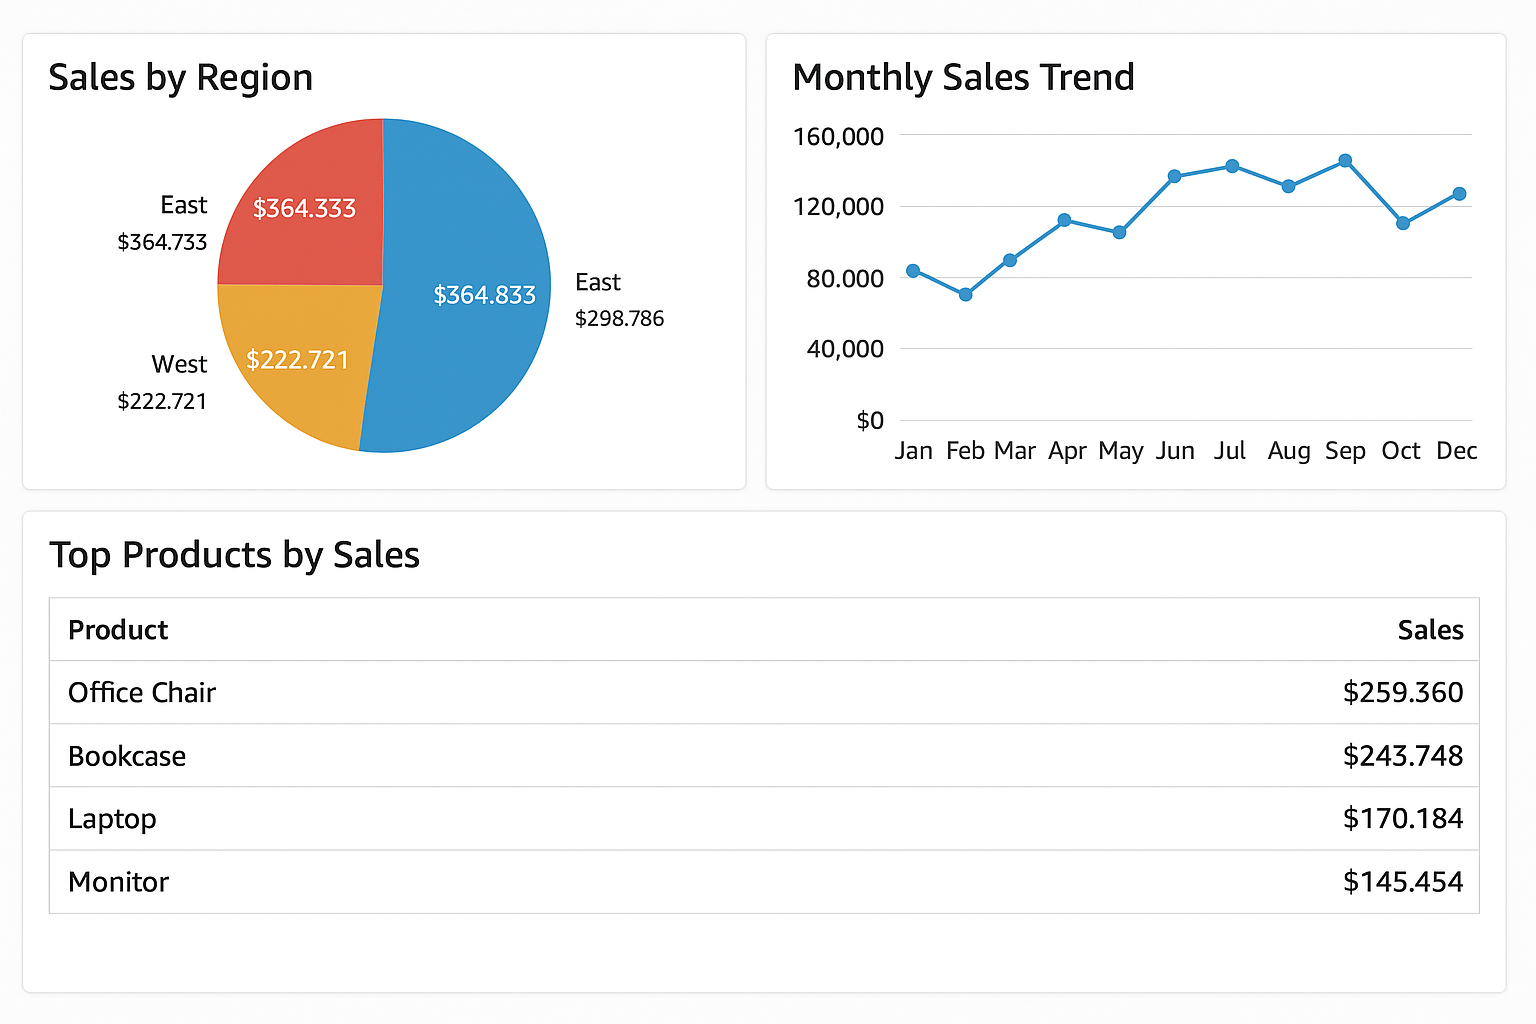 Sales by Region
East
$364.733
$364.333
$364.833
East
$298.786
West
$222.721
$222.721
Monthly Sales Trend
160,000
120,000
80.000
40,000
$0
Jan Feb Mar Apr May Jun Jul Aug Sep Oct Dec
Top Products by Sales
Product Sales
Office Chair $259.360
Bookcase $243.748
Laptop $170.184
Monitor $145.454